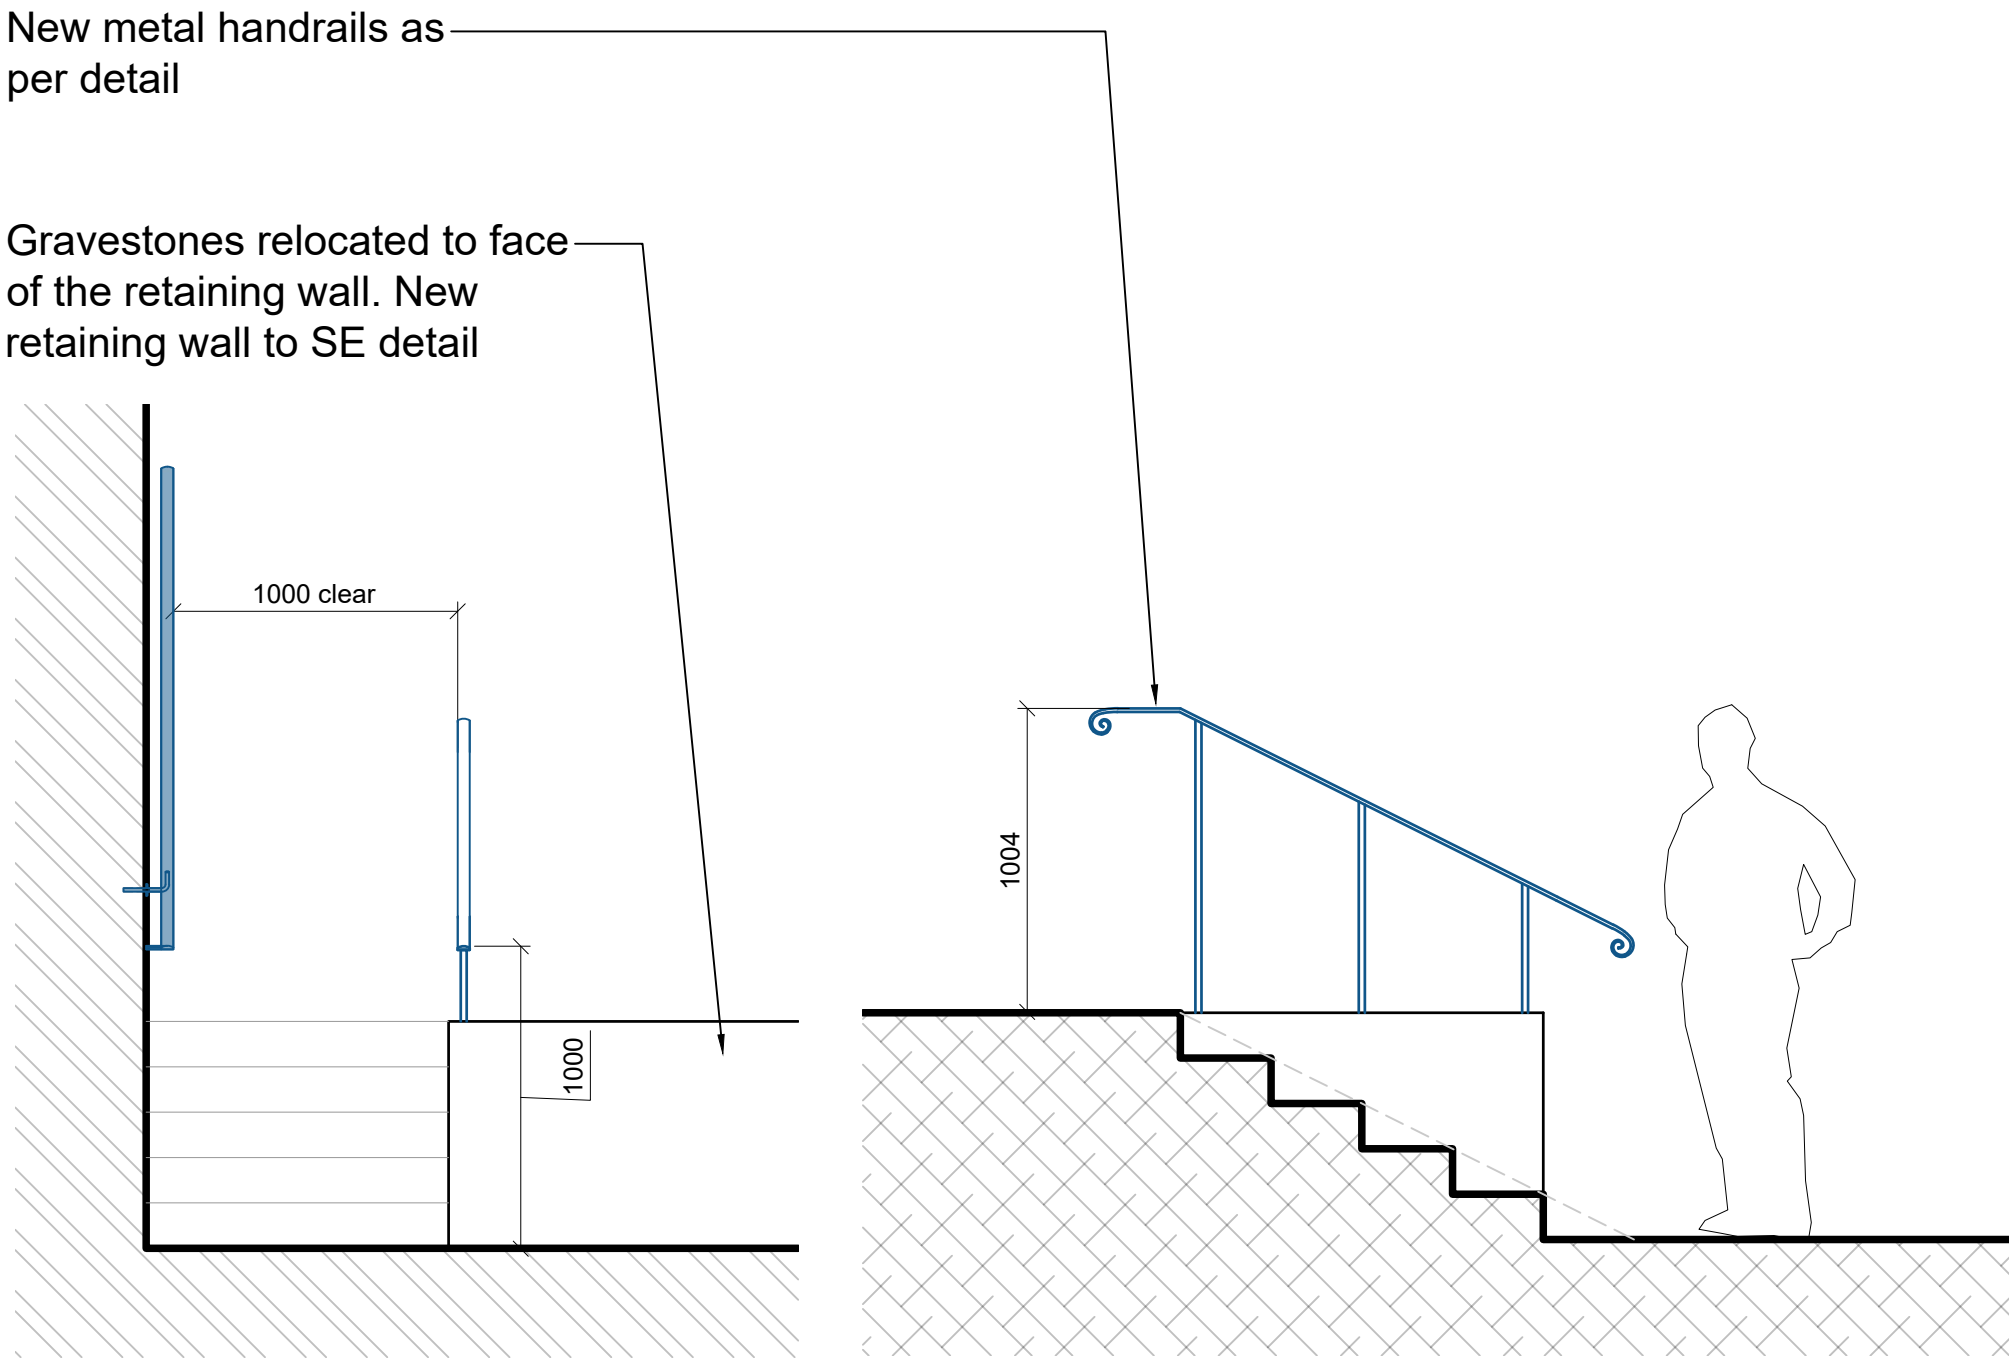 New metal handrails as
per detail
Gravestones relocated to face
of the retaining wall. New
retaining wall to SE detail
1000 clear
1004
1000